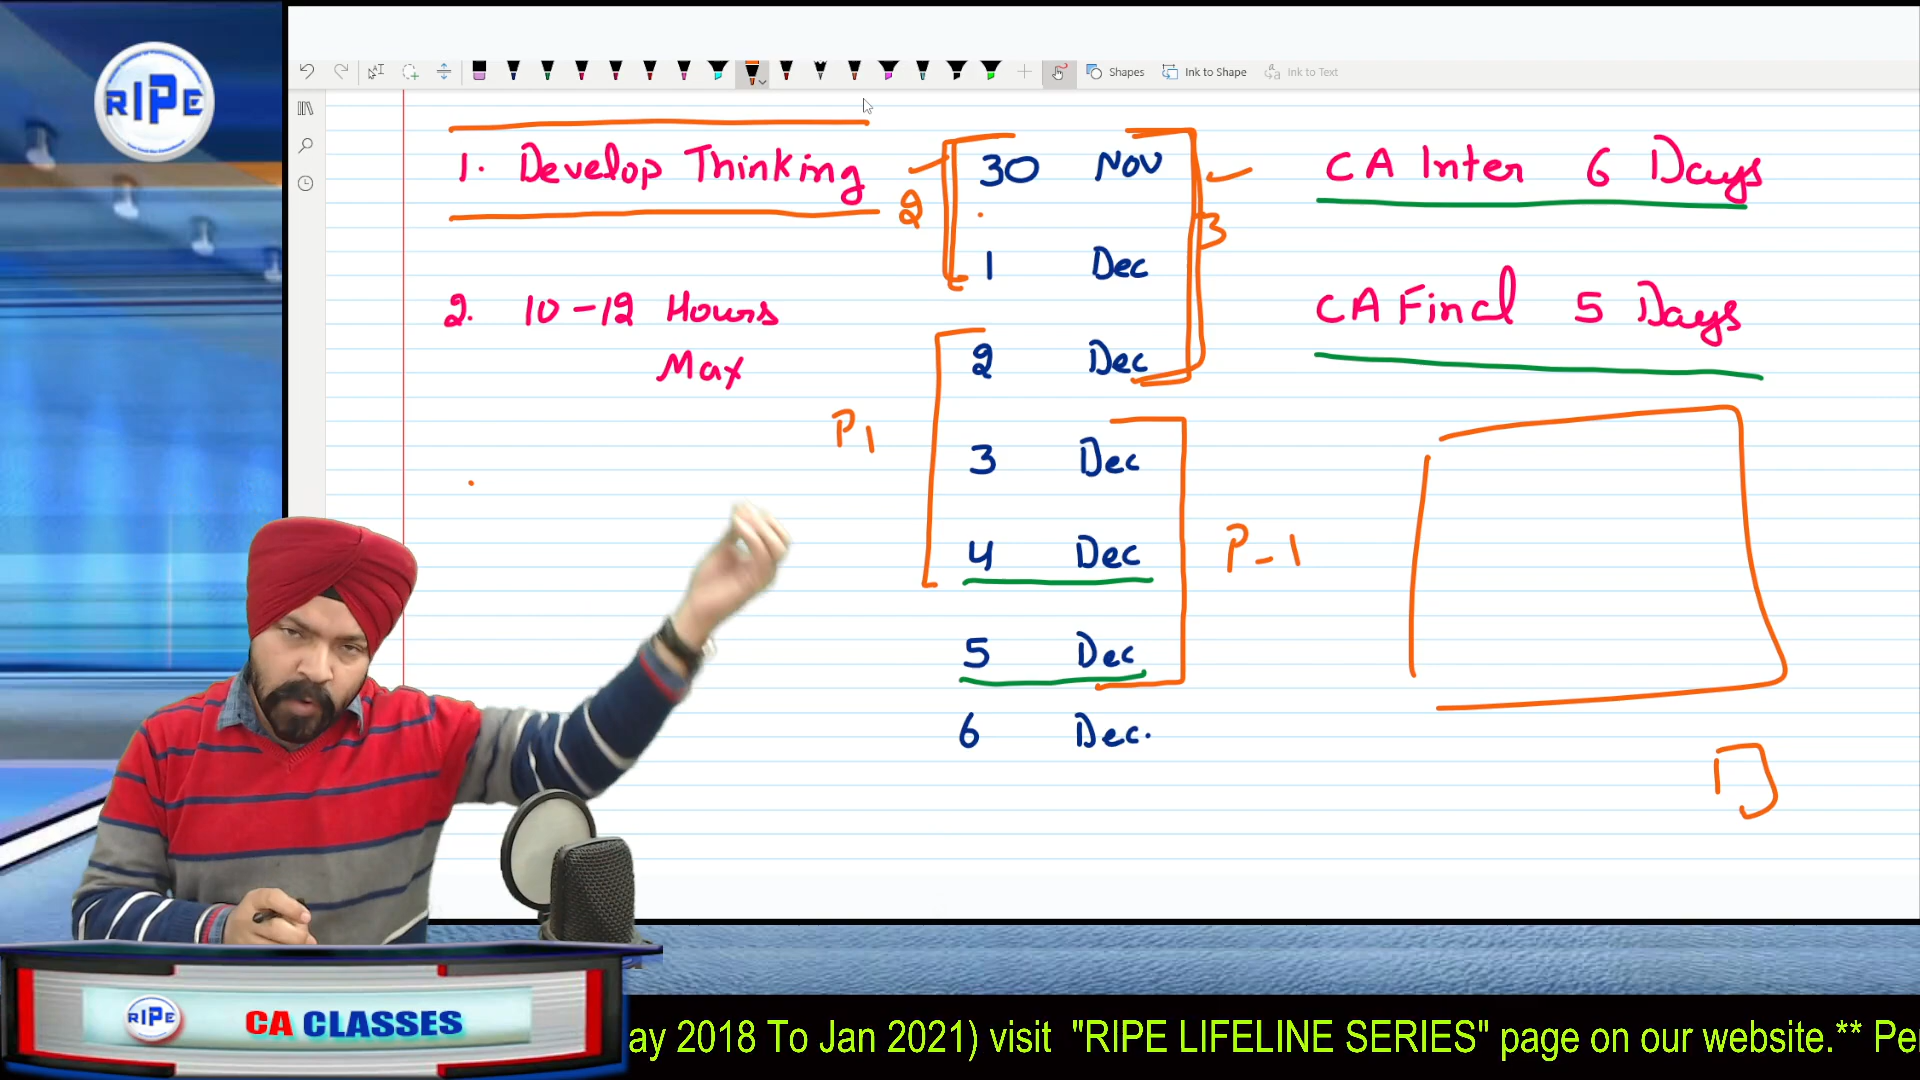 RIPE
Shapes
Ink to Shape
Ink to Text
1. Develop Thinking
2. 10-12 Hours
Max
2
30 Nov
1 Dec
2 Dec
3 Dec
4 Dec
5 Dec
6 Dec.
3
P1
P-1
CA Inter 6 Days
CA Final 5 Days
RIPE
CA CLASSES
ay 2018 To Jan 2021) visit "RIPE LIFELINE SERIES" page on our website.** Pe